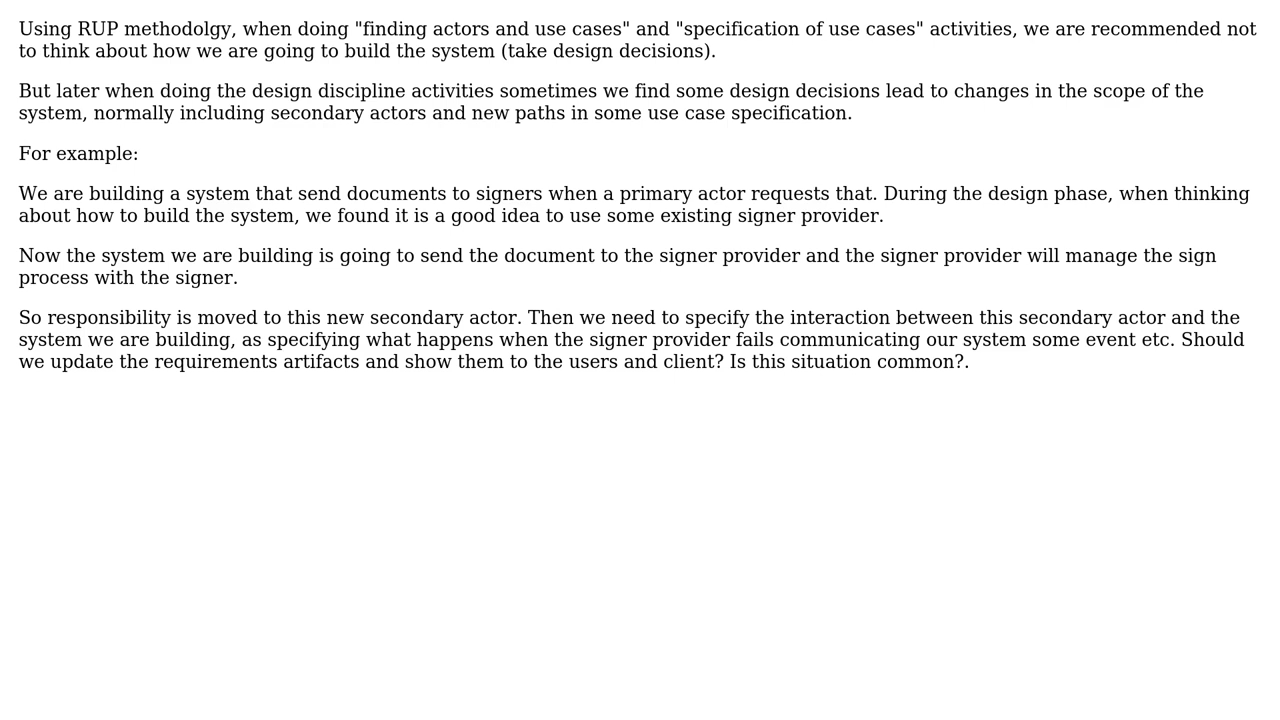 Using RUP methodolgy, when doing "finding actors and use cases" and "specification of use cases" activities, we are recommended not
to think about how we are going to build the system (take design decisions).
But later when doing the design discipline activities sometimes we find some design decisions lead to changes in the scope of the
system, normally including secondary actors and new paths in some use case specification.
For example:
We are building a system that send documents to signers when a primary actor requests that. During the design phase, when thinking
about how to build the system, we found it is a good idea to use some existing signer provider.
Now the system we are building is going to send the document to the signer provider and the signer provider will manage the sign
process with the signer.
So responsibility is moved to this new secondary actor. Then we need to specify the interaction between this secondary actor and the
system we are building, as specifying what happens when the signer provider fails communicating our system some event etc. Should
we update the requirements artifacts and show them to the users and client? Is this situation common?.